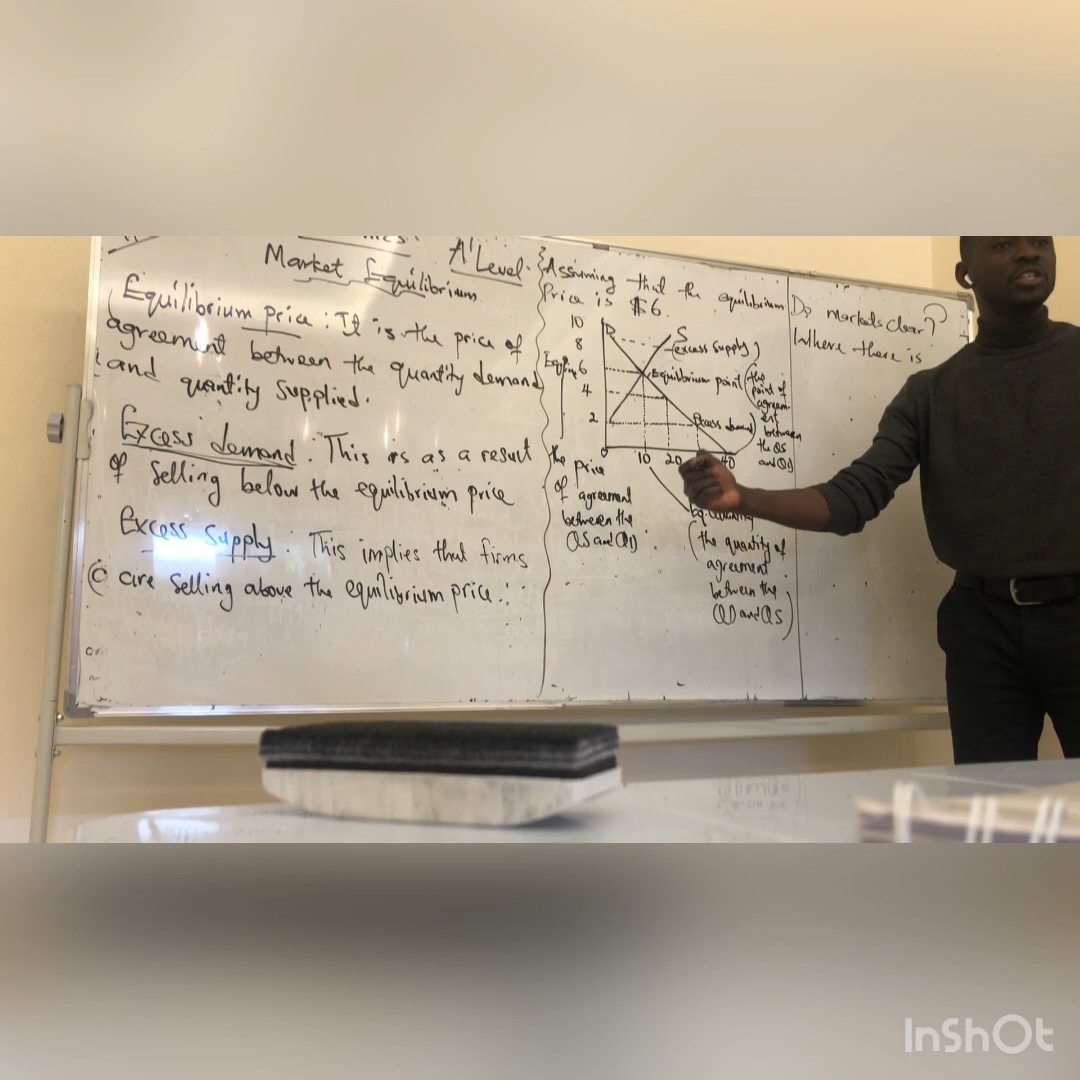 Market Equilibrium
A' Level.
Equilibrium price: It is the price of
agreement between the quantity demand
and quantity supplied.
Excess demand: This is as a result
of selling below the equilibrium price
Excess Supply. This implies that firms
are selling above the equilibrium price.
Assuming that the equilibrium
Price is $6.
10
8
6
4
2
0
10
20
40
D
S
(excess supply)
Equilibrium point (the
point of
agreem-
ent between
the QS
and QD)
Excess demand
the price
of agreement
between the
QS and QD
(the quantity of
agreement
between the
QD and QS)
Do markets clear?
Where there is
InShOt